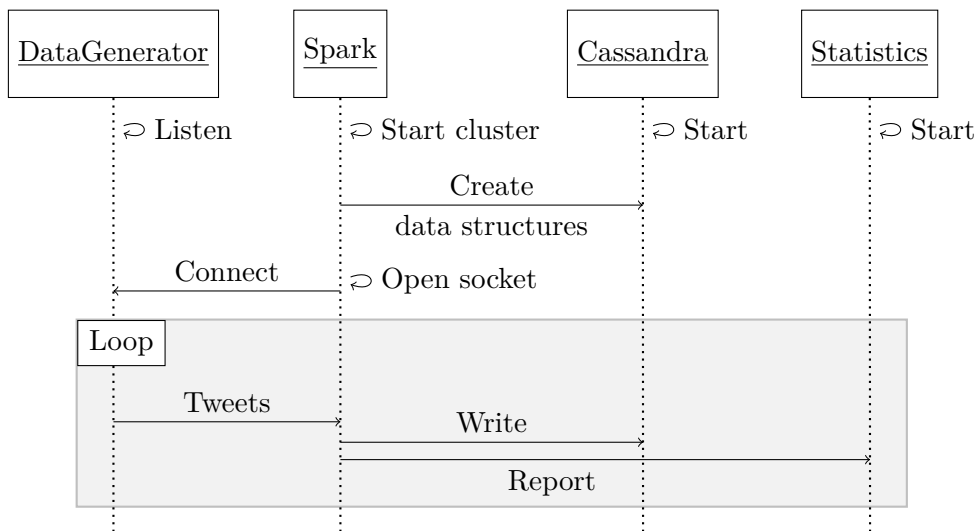 DataGenerator
Spark
Cassandra
Statistics
Listen
Start cluster
Start
Start
Create
data structures
Connect
Open socket
Loop
Tweets
Write
Report